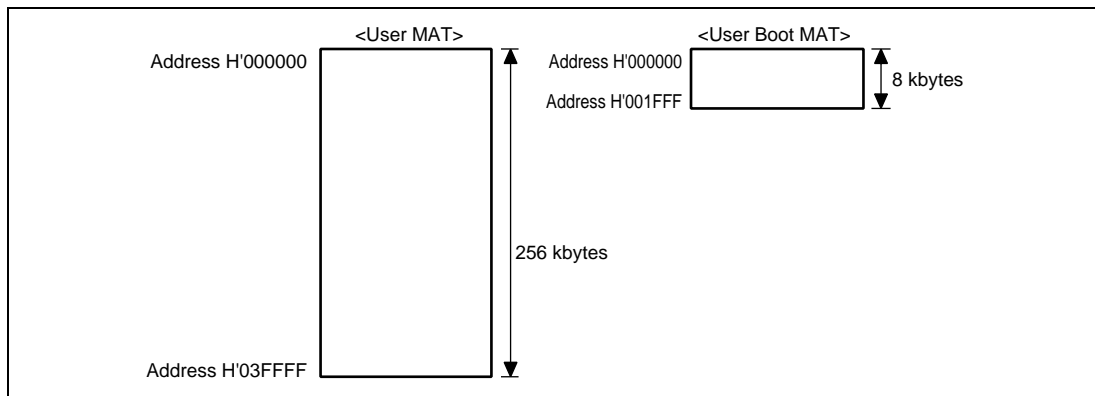 <User MAT>
Address H'000000
256 kbytes
Address H'03FFFF
<User Boot MAT>
Address H'000000
8 kbytes
Address H'001FFF